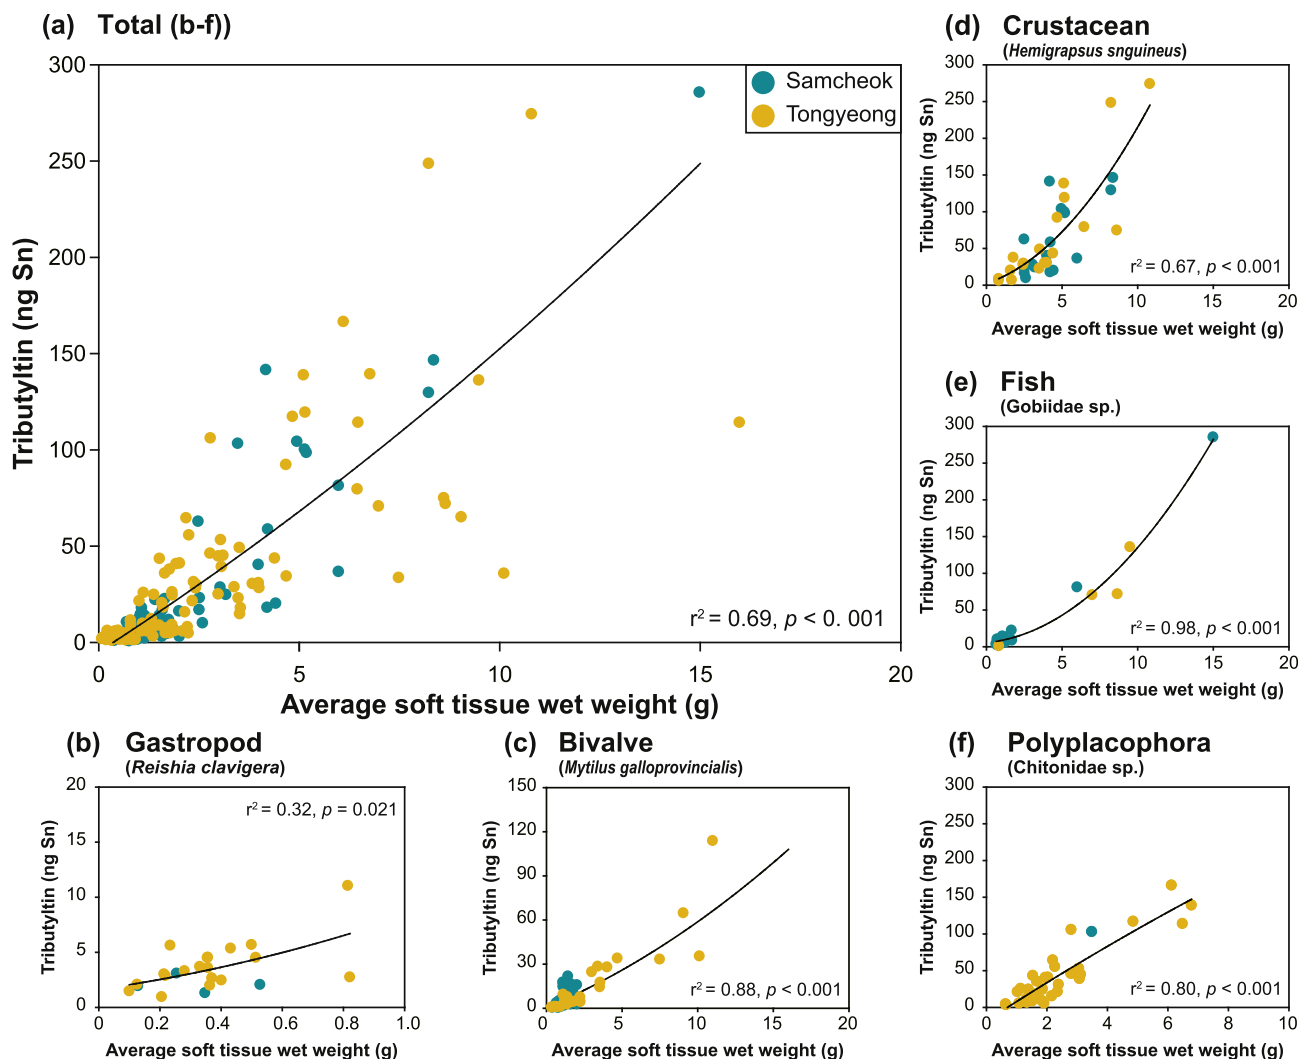 (a) Total (b-f))
Tributyltin (ng Sn)
300
250
200
150
100
50
0
0 5 10 15 20
Average soft tissue wet weight (g)
Samcheok
Tongyeong
r² = 0.69, p < 0. 001
(d) Crustacean
(Hemigrapsus snguineus)
Tributyltin (ng Sn)
300
250
200
150
100
50
0
0 5 10 15 20
Average soft tissue wet weight (g)
r² = 0.67, p < 0.001
(e) Fish
(Gobiidae sp.)
Tributyltin (ng Sn)
300
250
200
150
100
50
0
0 5 10 15 20
Average soft tissue wet weight (g)
r² = 0.98, p < 0.001
(b) Gastropod
(Reishia clavigera)
Tributyltin (ng Sn)
20
15
10
5
0
0 0.2 0.4 0.6 0.8 1.0
Average soft tissue wet weight (g)
r² = 0.32, p = 0.021
(c) Bivalve
(Mytilus galloprovincialis)
Tributyltin (ng Sn)
150
120
90
60
30
0
0 5 10 15 20
Average soft tissue wet weight (g)
r² = 0.88, p < 0.001
(f) Polyplacophora
(Chitonidae sp.)
Tributyltin (ng Sn)
300
250
200
150
100
50
0
0 2 4 6 8 10
Average soft tissue wet weight (g)
r² = 0.80, p < 0.001